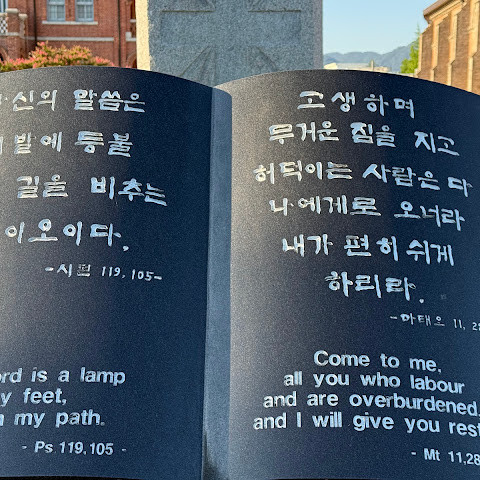 신의 말씀은
발에 등불
길을 비추는
이오이다.
-시편 119,105-
is a lamp
feet,
my path.
- Ps 119,105 -
고생하며
무거운 짐을 지고
허덕이는 사람은 다
나에게로 오너라
내가 편히 쉬게
하리라.
-마태오 11, 28
Come to me,
all you who labour
and are overburdened,
and I will give you rest
- Mt 11,28